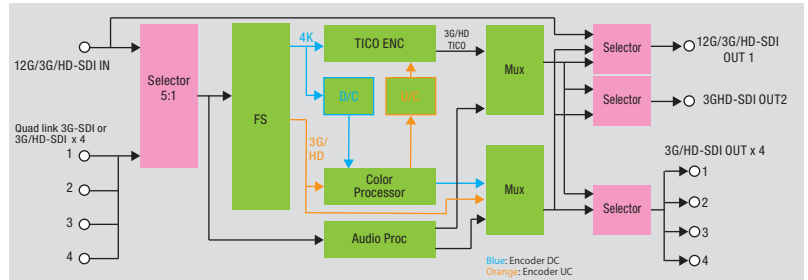 12G/3G/HD-SDI IN
Quad link 3G-SDI or
3G/HD-SDI x 4
1
2
3
4
Selector
5:1
FS
4K
3G/
HD
TICO ENC
D/C
U/C
Color
Processor
Audio Proc
3G/HD
TICO
Mux
Mux
Blue: Encoder DC
Orange: Encoder UC
Selector
Selector
Selector
12G/3G/HD-SDI
OUT 1
3GHD-SDI OUT2
3G/HD-SDI OUT x 4
1
2
3
4